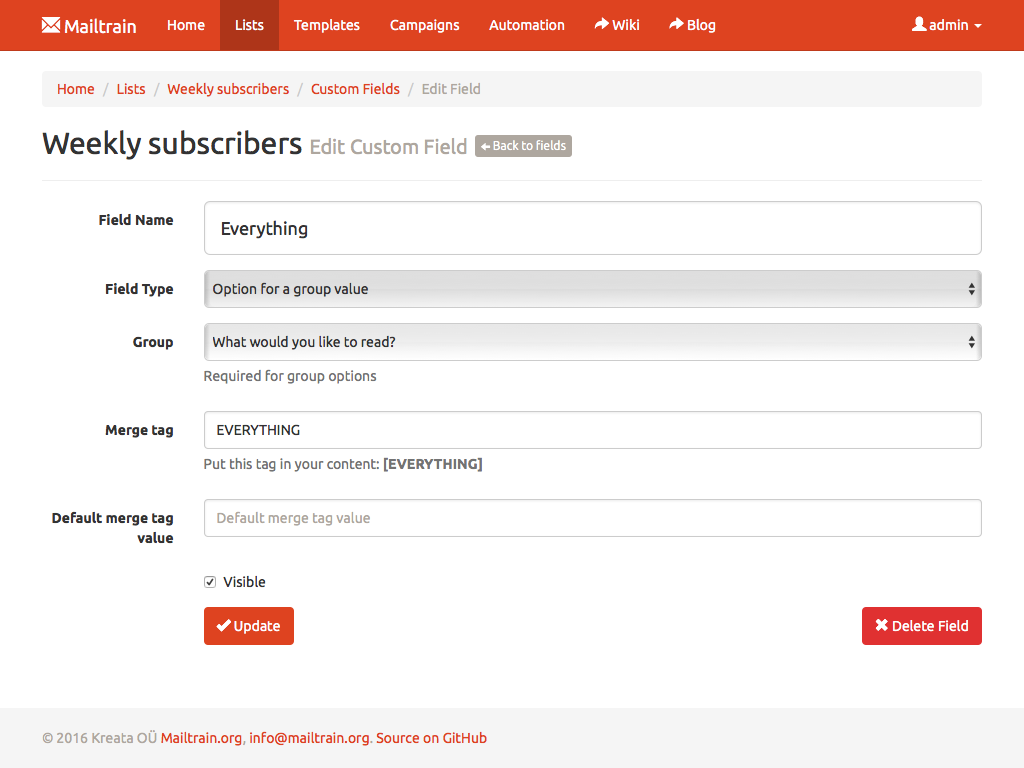 Mailtrain Home Lists Templates Campaigns Automation Wiki Blog admin
Home / Lists / Weekly subscribers / Custom Fields / Edit Field
Weekly subscribers Edit Custom Field Back to fields
Field Name Everything
Field Type Option for a group value
Group What would you like to read?
Required for group options
Merge tag EVERYTHING
Put this tag in your content: [EVERYTHING]
Default merge tag Default merge tag value
value
Visible
Update Delete Field
© 2016 Kreata OÜ Mailtrain.org, info@mailtrain.org. Source on GitHub